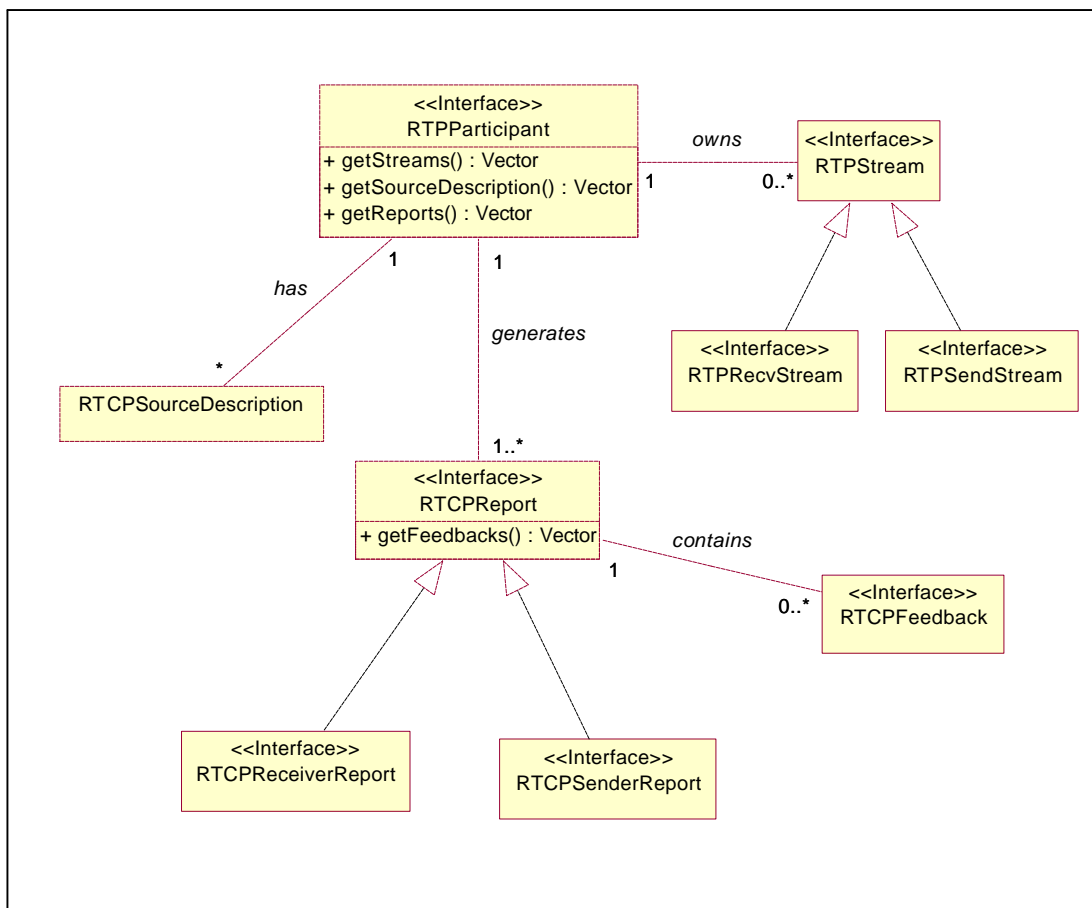 <<Interface>>
RTPParticipant
+ getStreams() : Vector
+ getSourceDescription() : Vector
+ getReports() : Vector
owns
1
0..*
<<Interface>>
RTPStream
1
1
has
generates
*
1..*
<<Interface>>
RTPRecvStream
<<Interface>>
RTPSendStream
RTCPSourceDescription
<<Interface>>
RTCPReport
+ getFeedbacks() : Vector
contains
1
0..*
<<Interface>>
RTCPFeedback
<<Interface>>
RTCPReceiverReport
<<Interface>>
RTCPSenderReport